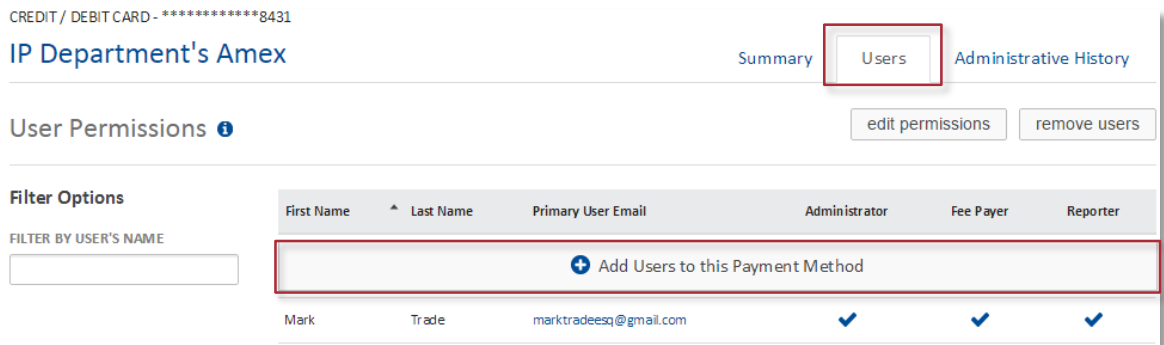 CREDIT / DEBIT CARD - ************8431
IP Department's Amex
Summary Users Administrative History
User Permissions
edit permissions remove users
Filter Options
First Name Last Name Primary User Email Administrator Fee Payer Reporter
FILTER BY USER'S NAME
Add Users to this Payment Method
Mark Trade marktradeesq@gmail.com